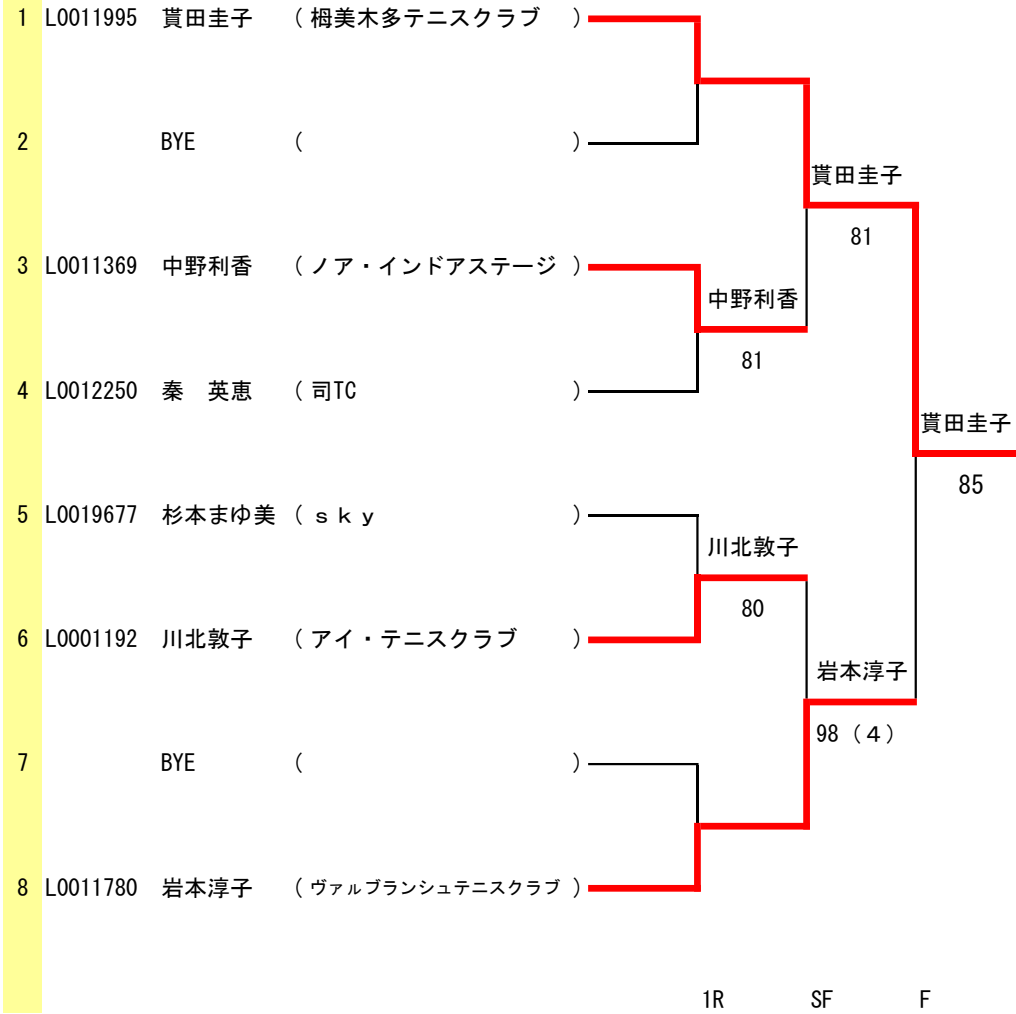 1 L0011995 貰田圭子 （ 栂美木多テニスクラブ ）
2 BYE （ ）
貰田圭子
81
3 L0011369 中野利香 （ ノア・インドアステージ ）
中野利香
81
4 L0012250 秦　英恵 （ 司TC ）
貰田圭子
85
5 L0019677 杉本まゆ美 （ ｓｋｙ ）
川北敦子
80
6 L0001192 川北敦子 （ アイ・テニスクラブ ）
岩本淳子
98（４）
7 BYE （ ）
8 L0011780 岩本淳子 （ ヴァルブランシュテニスクラブ ）
1R SF F